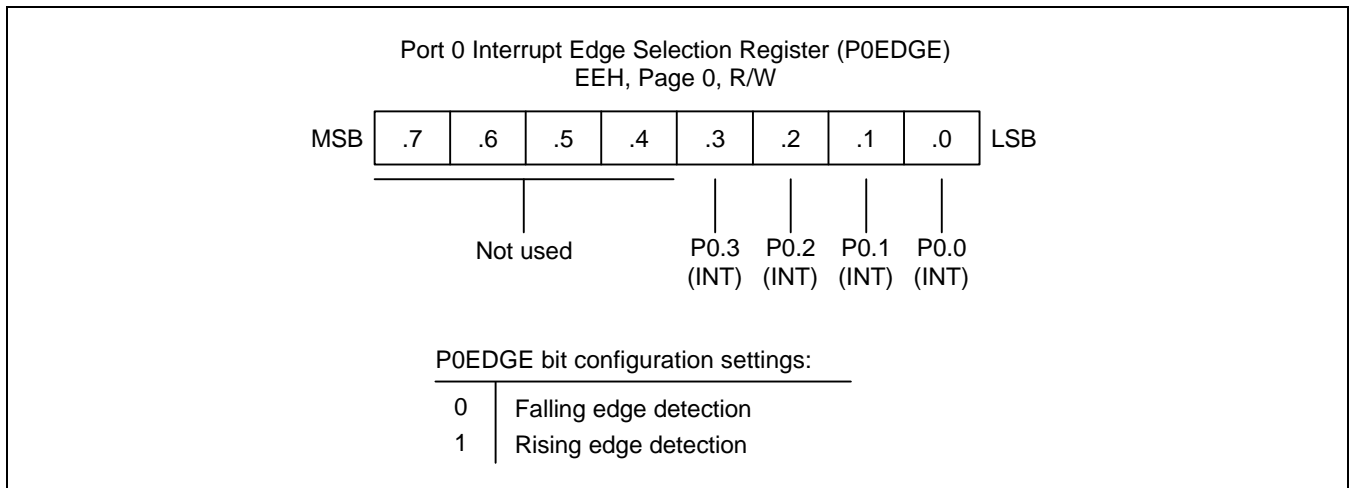 Port 0 Interrupt Edge Selection Register (P0EDGE)
EEH, Page 0, R/W
MSB .7 .6 .5 .4 .3 .2 .1 .0 LSB
Not used P0.3 P0.2 P0.1 P0.0
(INT) (INT) (INT) (INT)
P0EDGE bit configuration settings:
0 Falling edge detection
1 Rising edge detection